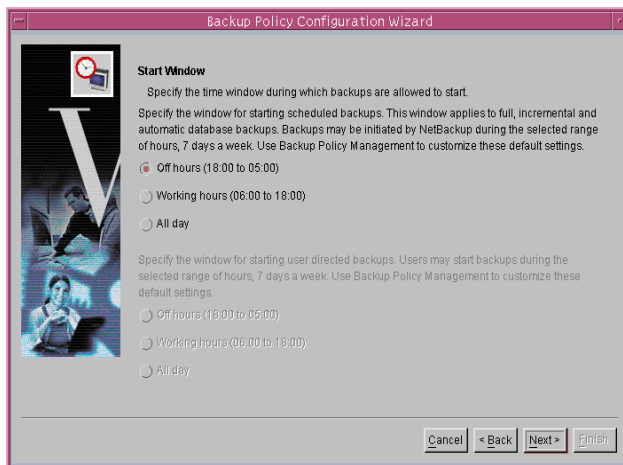 Backup Policy Configuration Wizard
Start Window
Specify the time window during which backups are allowed to start.
Specify the window for starting scheduled backups. This window applies to full, incremental and
automatic database backups. Backups may be initiated by NetBackup during the selected range
of hours, 7 days a week. Use Backup Policy Management to customize these default settings.
Off hours (18:00 to 05:00)
Working hours (06:00 to 18:00)
All day
Specify the window for starting user directed backups. Users may start backups during the
selected range of hours, 7 days a week. Use Backup Policy Management to customize these
default settings.
Off hours (18:00 to 05:00)
Working hours (06:00 to 18:00)
All day
Cancel < Back Next > Finish